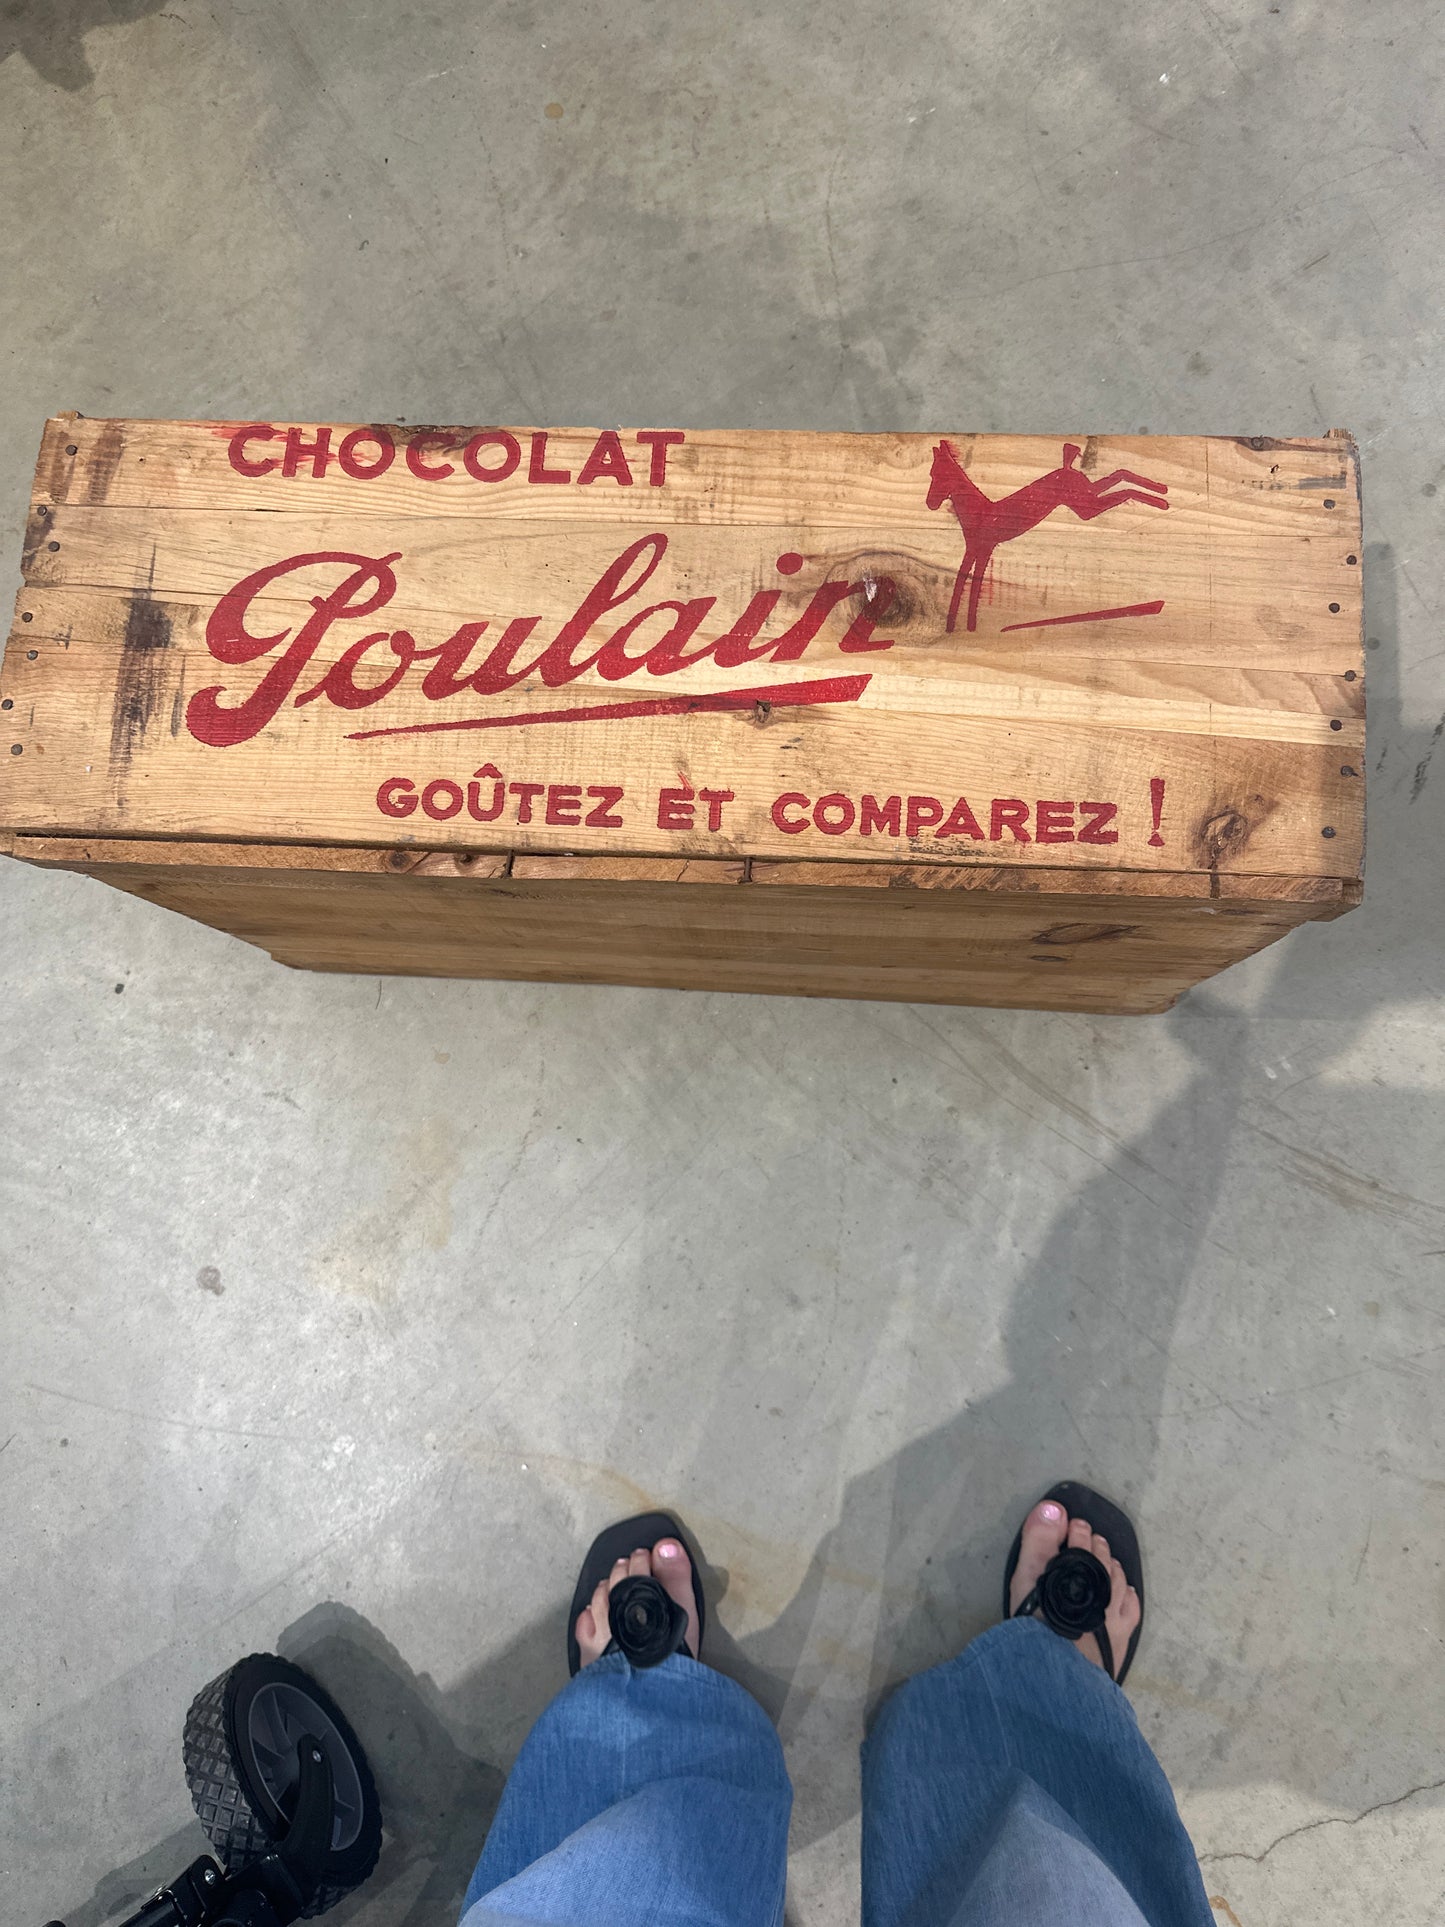 CHOCOLAT
Poulain
GOÛTEZ ET COMPAREZ !